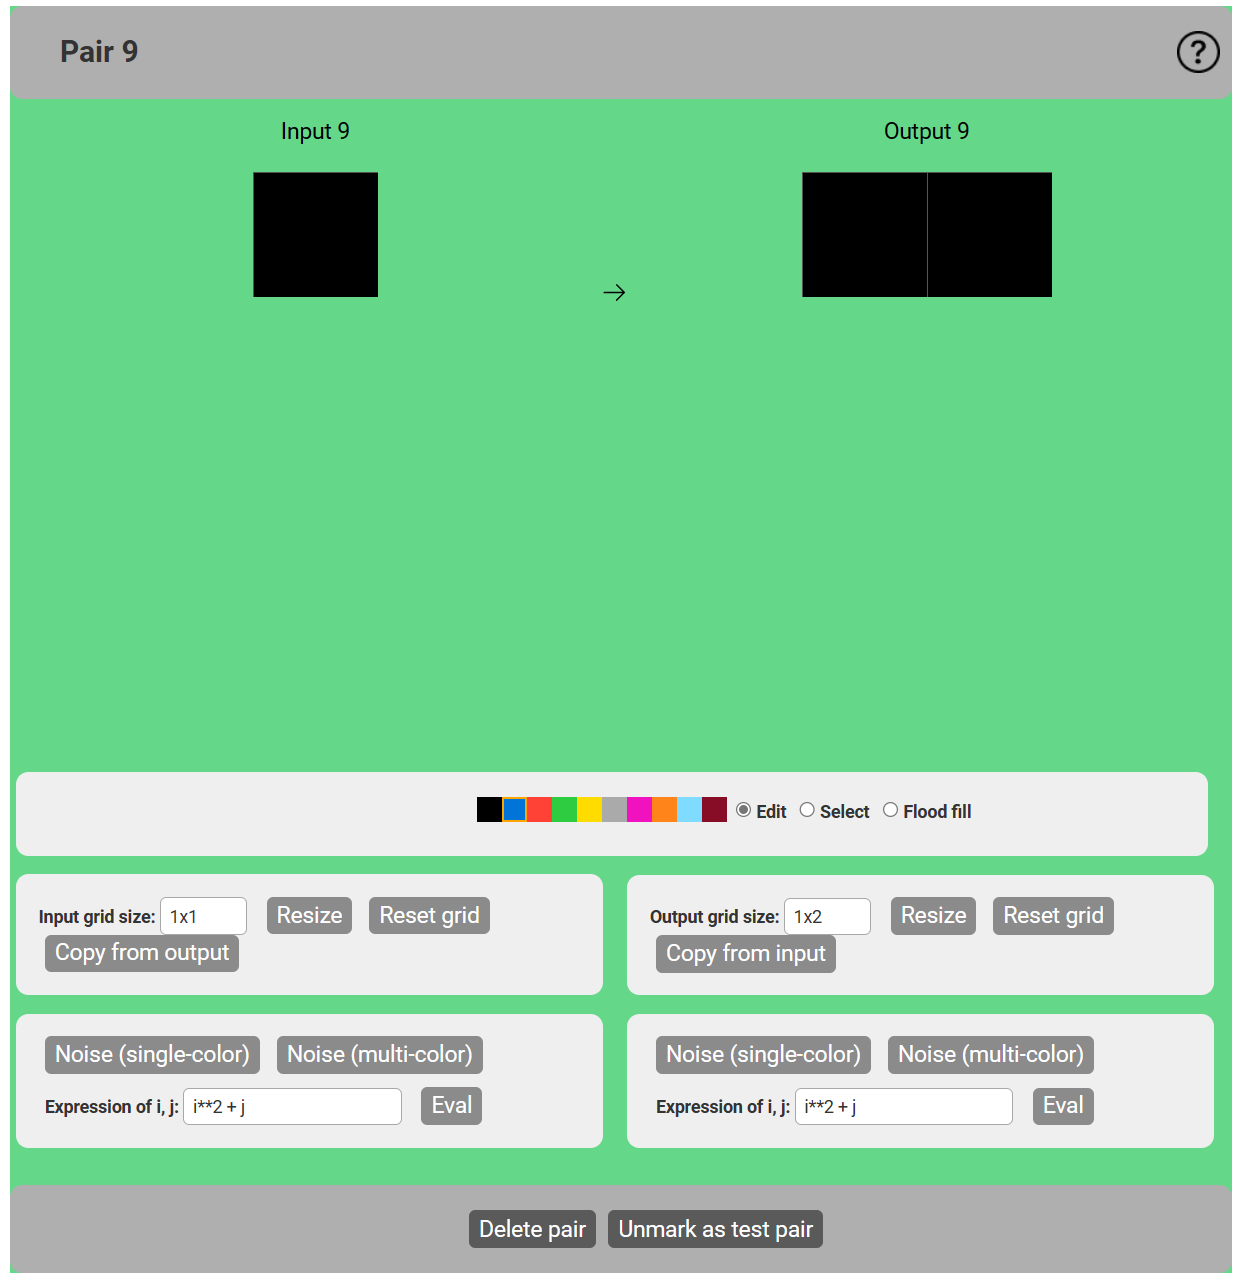 Pair 9
?
Input 9
Output 9
→
Edit Select Flood fill
Input grid size: 1x1 Resize Reset grid
Copy from output
Output grid size: 1x2 Resize Reset grid
Copy from input
Noise (single-color) Noise (multi-color)
Expression of i, j: i**2 + j Eval
Noise (single-color) Noise (multi-color)
Expression of i, j: i**2 + j Eval
Delete pair Unmark as test pair